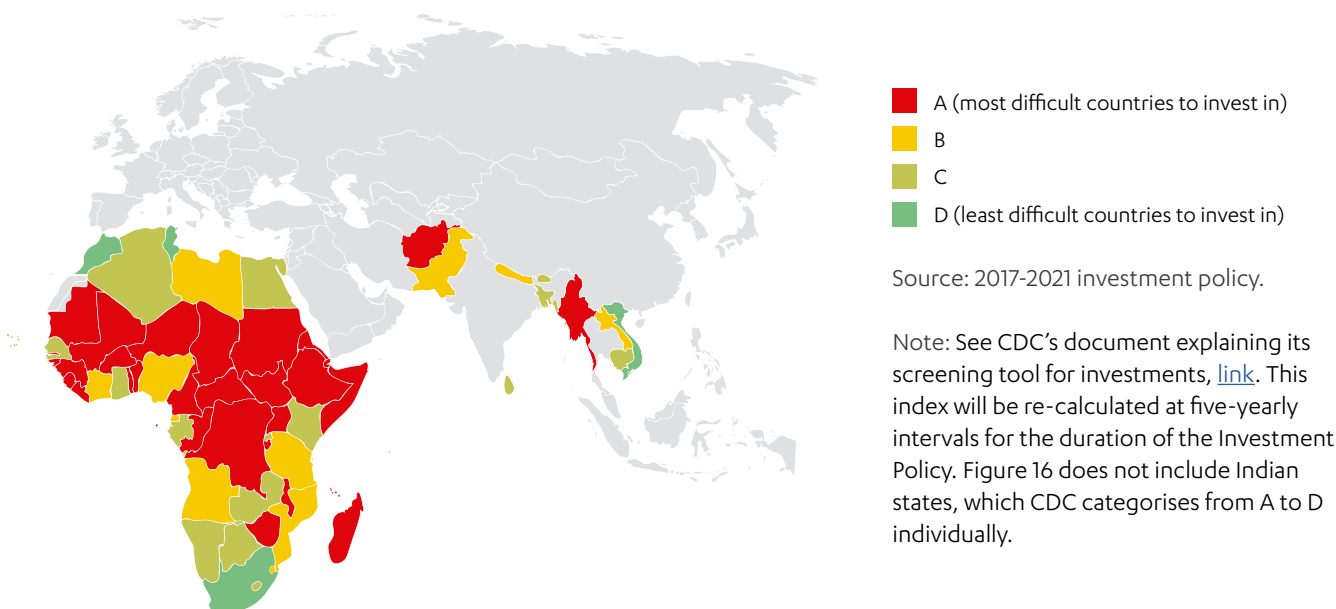 A (most difficult countries to invest in)
B
C
D (least difficult countries to invest in)
Source: 2017-2021 investment policy.
Note: See CDC’s document explaining its
screening tool for investments, link. This
index will be re-calculated at five-yearly
intervals for the duration of the Investment
Policy. Figure 16 does not include Indian
states, which CDC categorises from A to D
individually.